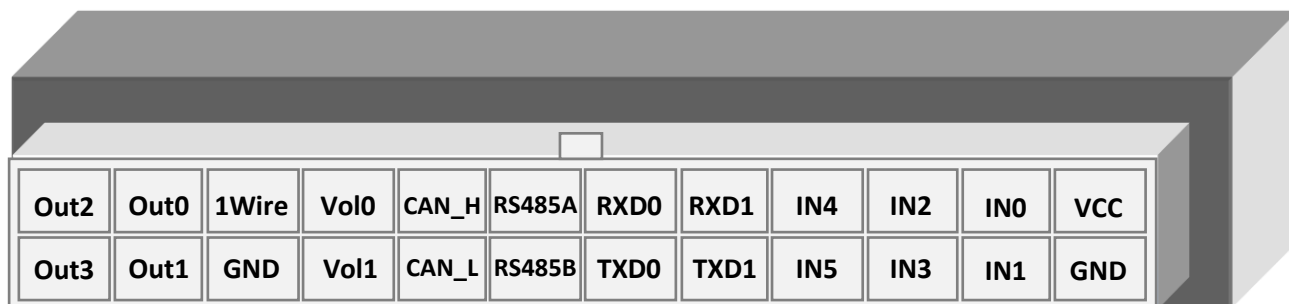 Out2 Out0 1Wire Vol0 CAN_H RS485A RXD0 RXD1 IN4 IN2 IN0 VCC
Out3 Out1 GND Vol1 CAN_L RS485B TXD0 TXD1 IN5 IN3 IN1 GND